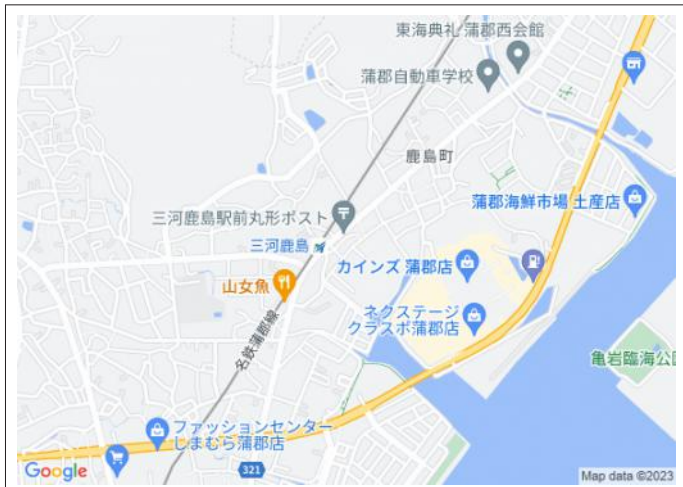 東海典礼 蒲郡西会館
蒲郡自動車学校
鹿島町
蒲郡海鮮市場 土産店
三河鹿島駅前丸形ポスト
三河鹿島
カインズ 蒲郡店
山女魚
ネクステージ
クラスポ蒲郡店
名鉄蒲郡線
亀岩臨海公
ファッションセンター
しまむら蒲郡店
321
Google
Map data ©2023